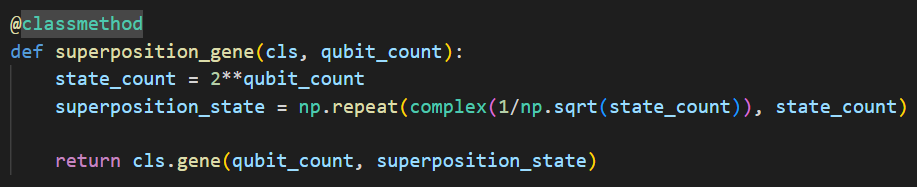 @classmethod
def superposition_gene(cls, qubit_count):
    state_count = 2**qubit_count
    superposition_state = np.repeat(complex(1/np.sqrt(state_count)), state_count)
    return cls.gene(qubit_count, superposition_state)